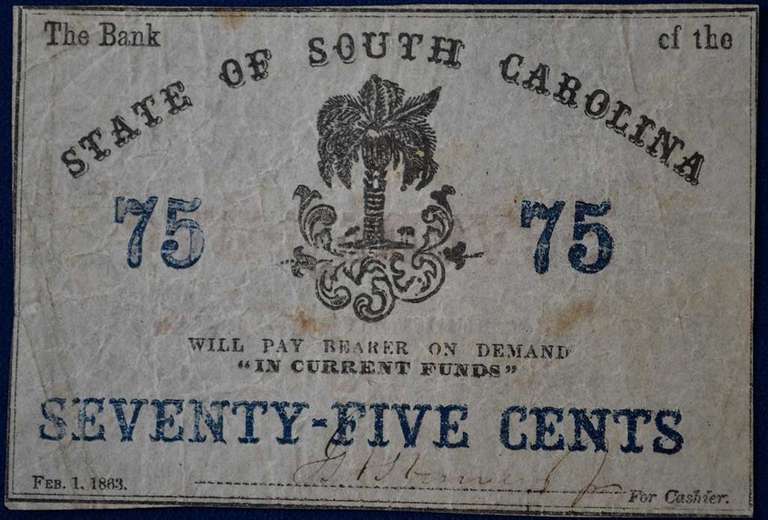 The Bank of the
STATE OF SOUTH CAROLINA
75 75
WILL PAY BEARER ON DEMAND
"IN CURRENT FUNDS"
SEVENTY-FIVE CENTS
FEB. 1, 1863.
For Cashier.